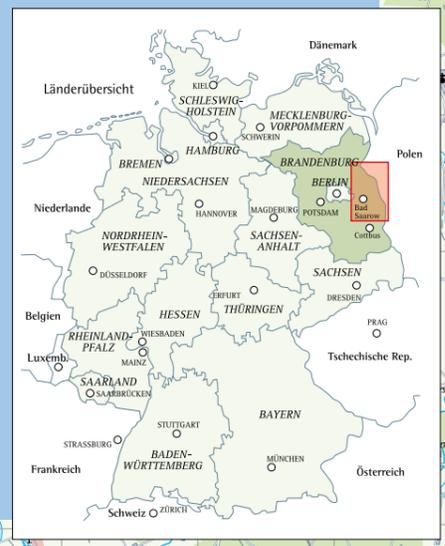 Dänemark
Länderübersicht
KIEL
SCHLESWIG-
HOLSTEIN
MECKLENBURG-
VORPOMMERN
SCHWERIN
HAMBURG
Polen
BREMEN
BRANDENBURG
NIEDERSACHSEN
BERLIN
Niederlande
HANNOVER
MAGDEBURG
POTSDAM
Bad
Saarow
Cottbus
NORDRHEIN-
WESTFALEN
SACHSEN-
ANHALT
DÜSSELDORF
SACHSEN
ERFURT
DRESDEN
THÜRINGEN
Belgien
HESSEN
PRAG
RHEINLAND-
PFALZ
WIESBADEN
Tschechische Rep.
Luxemb.
MAINZ
SAARLAND
SAARBRÜCKEN
BAYERN
STUTTGART
STRASSBURG
BADEN-
WÜRTTEMBERG
MÜNCHEN
Frankreich
Österreich
Schweiz
ZÜRICH